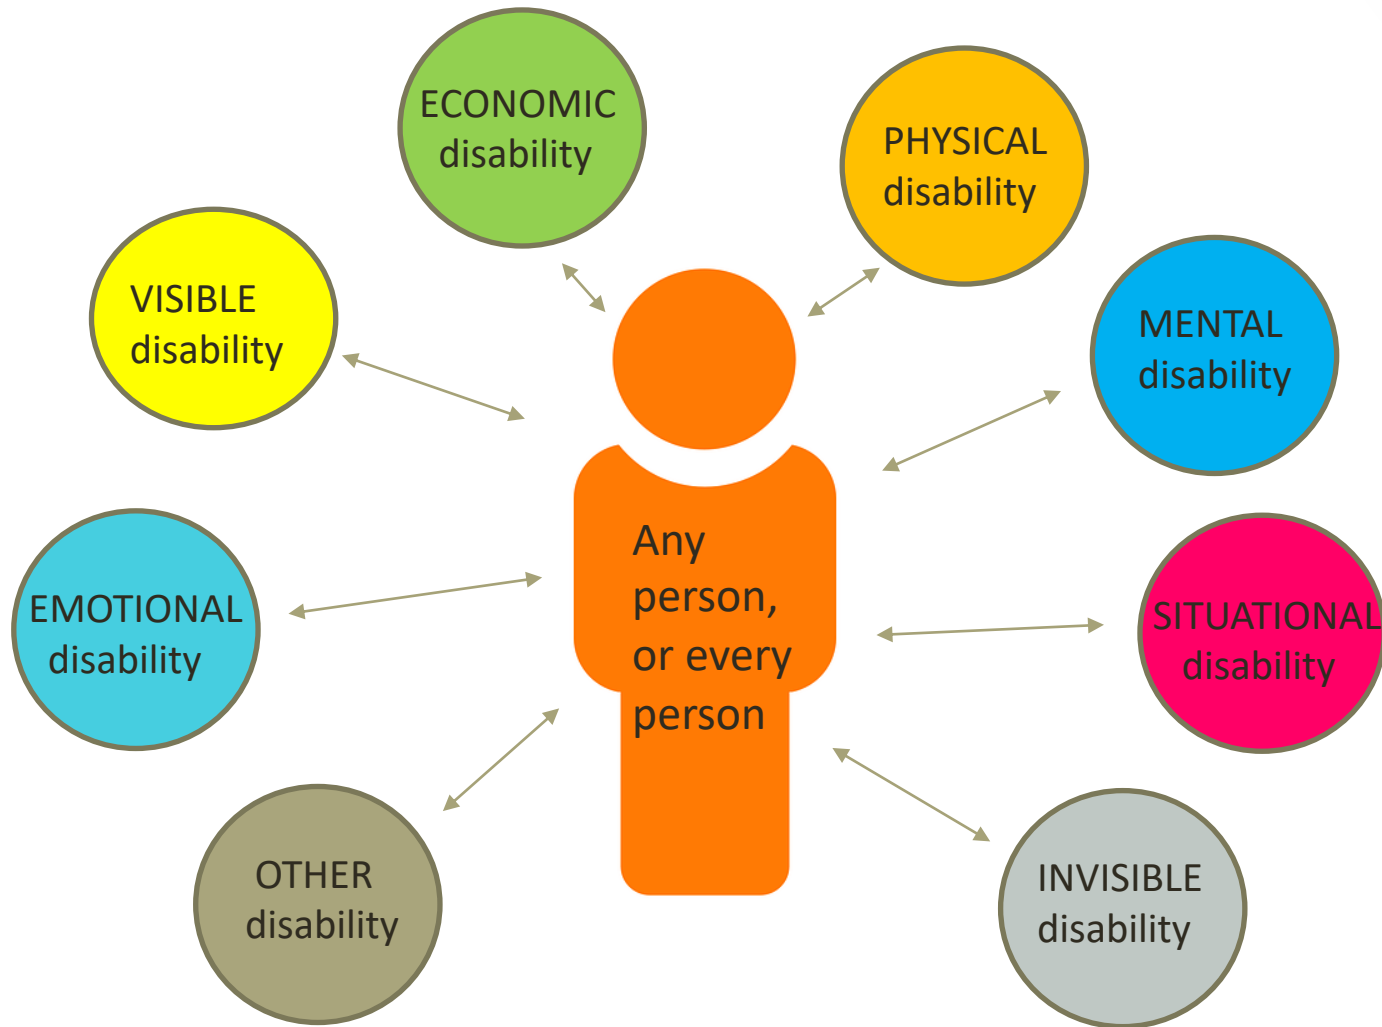 ECONOMIC
disability
PHYSICAL
disability
VISIBLE
disability
MENTAL
disability
Any
person,
or every
person
EMOTIONAL
disability
SITUATIONAL
disability
OTHER
disability
INVISIBLE
disability